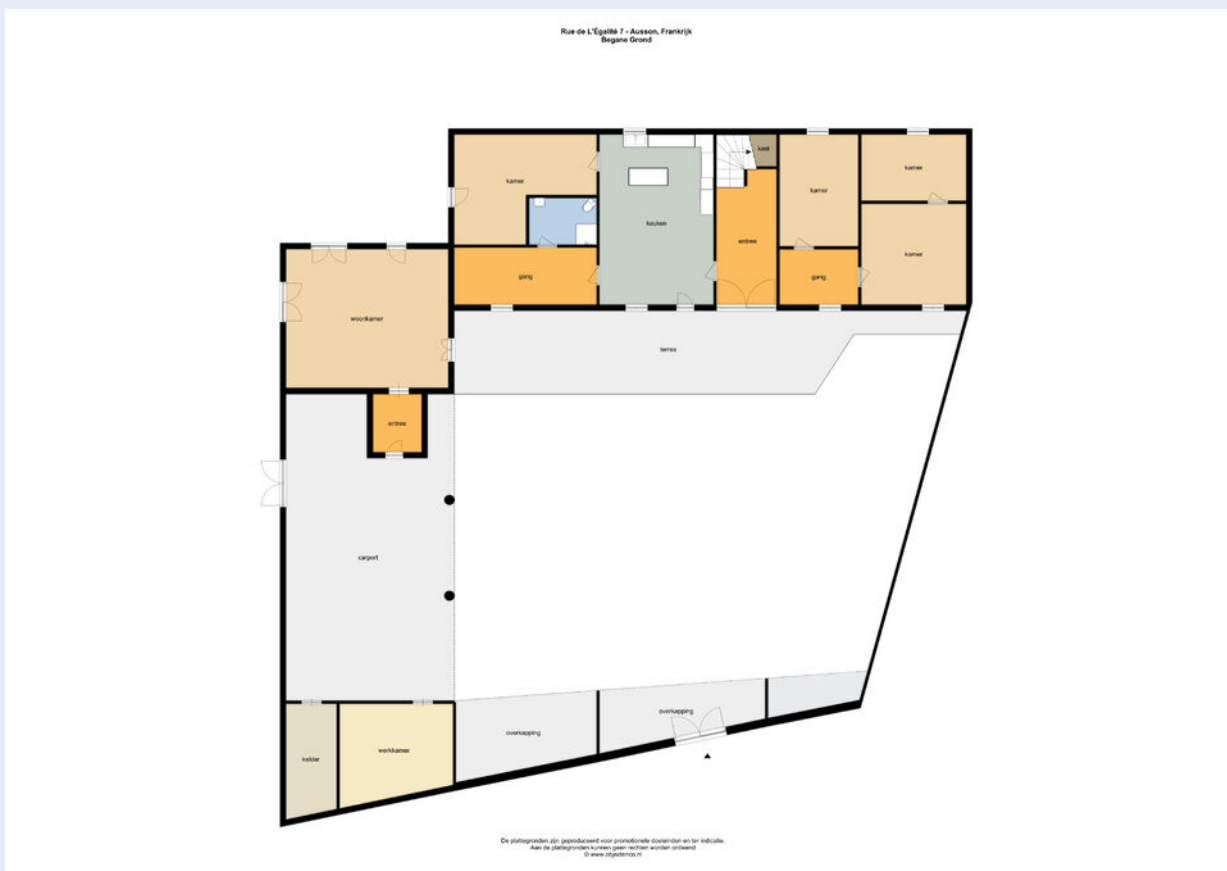 Rue de L'Égalité 7 - Ausson, Frankrijk
Begane Grond
kast
kamer
kamer
kamer
keuken
entree
kamer
gang
gang
woonkamer
terras
entree
carport
overkapping
overkapping
werkkamer
kelder
De plattegronden zijn geproduceerd voor promotionele doeleinden en ter indicatie.
Aan de plattegronden kunnen geen rechten worden ontleend
© www.objectenco.nl